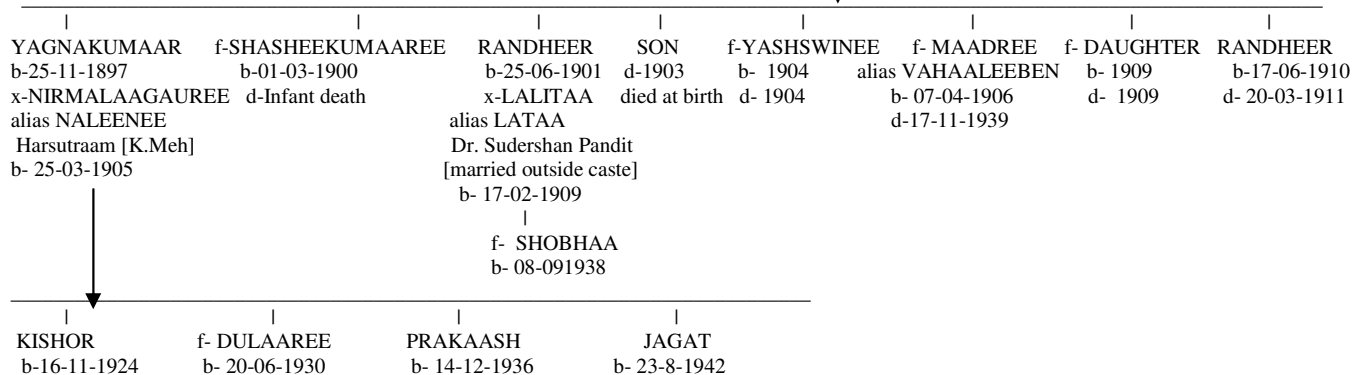 YAGNAKUMAAR f-SHASHEEKUMAAREE RANDHEER SON f-YASHSWINEE f- MAADREE f- DAUGHTER RANDHEER
b-25-11-1897 b-01-03-1900 b-25-06-1901 d-1903 b- 1904 alias VAHAALEEBEN b- 1909 b-17-06-1910
x-NIRMALAAGAUREE d-Infant death x-LALITAA died at birth d- 1904 b- 07-04-1906 d- 1909 d- 20-03-1911
alias NALEENEE alias LATAA d-17-11-1939
Harsutraam [K.Meh] Dr. Sudershan Pandit
b- 25-03-1905 [married outside caste]
b- 17-02-1909
f- SHOBHAA
b- 08-091938
KISHOR f- DULAAREE PRAKAASH JAGAT
b-16-11-1924 b- 20-06-1930 b- 14-12-1936 b- 23-8-1942